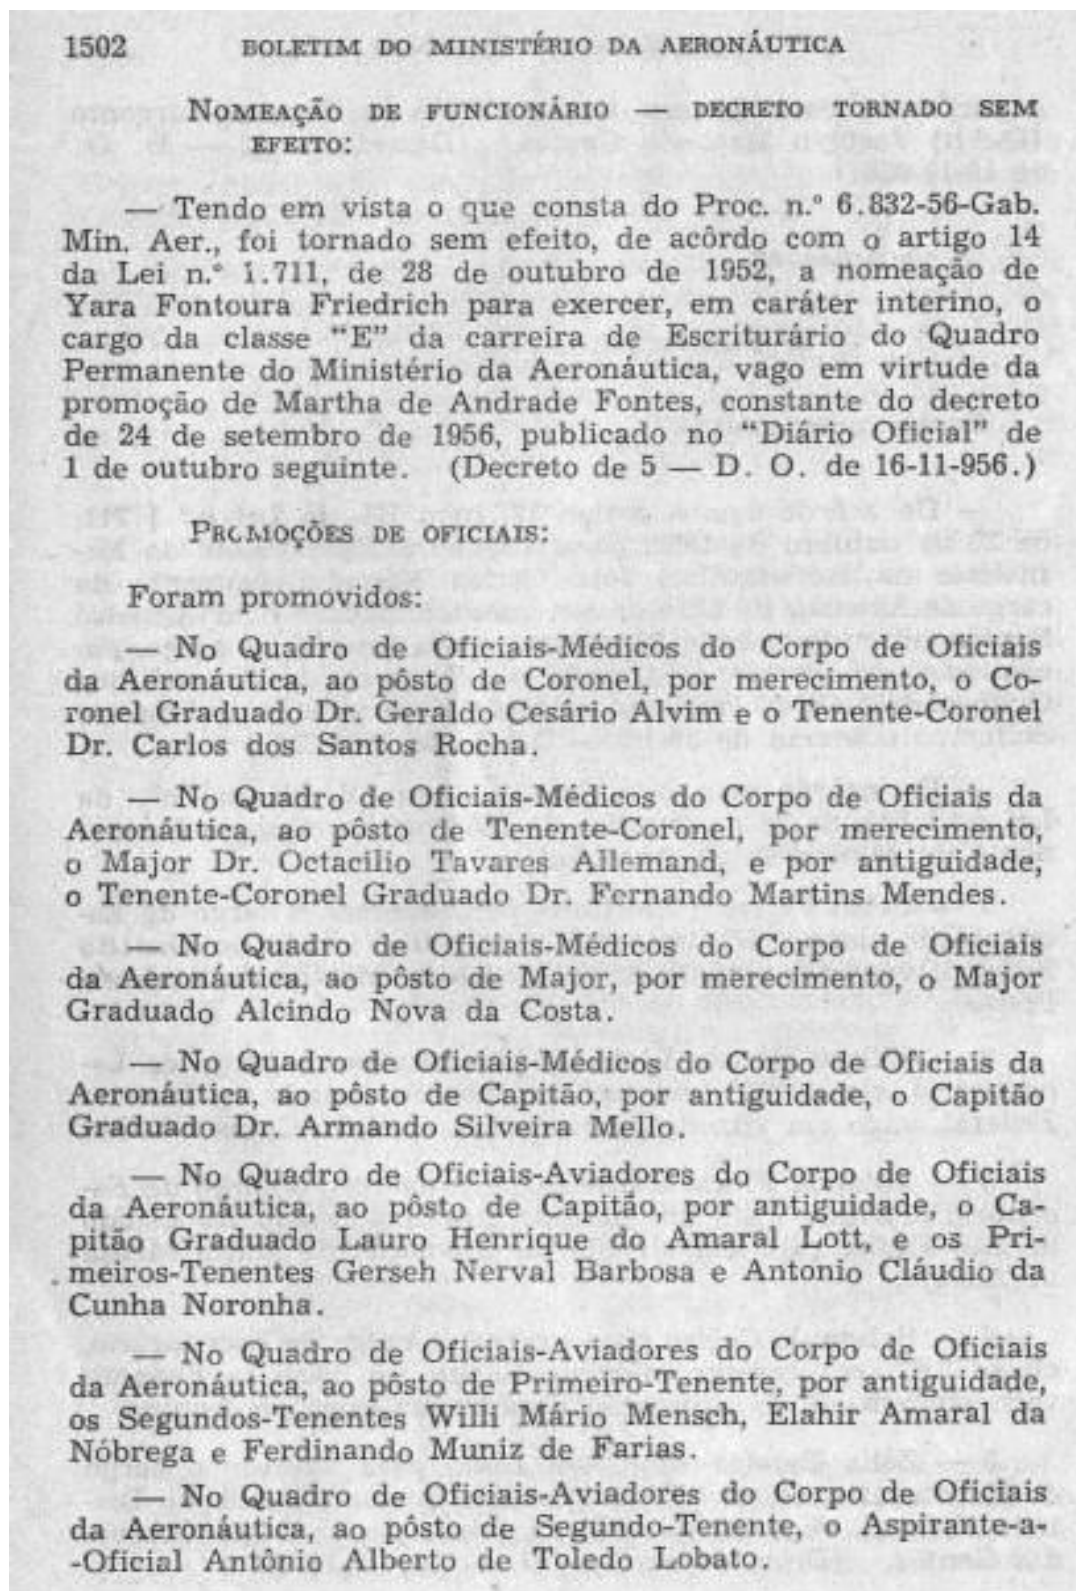 1502 BOLETIM DO MINISTÉRIO DA AERONÁUTICA
NOMEAÇÃO DE FUNCIONÁRIO — DECRETO TORNADO SEM
EFEITO:
— Tendo em vista o que consta do Proc. n.º 6.832-56-Gab.
Min. Aer., foi tornado sem efeito, de acôrdo com o artigo 14
da Lei n.º 1.711, de 28 de outubro de 1952, a nomeação de
Yara Fontoura Friedrich para exercer, em caráter interino, o
cargo da classe “E” da carreira de Escriturário do Quadro
Permanente do Ministério da Aeronáutica, vago em virtude da
promoção de Martha de Andrade Fontes, constante do decreto
de 24 de setembro de 1956, publicado no “Diário Oficial” de
1 de outubro seguinte. (Decreto de 5 — D. O. de 16-11-956.)
PROMOÇÕES DE OFICIAIS:
Foram promovidos:
— No Quadro de Oficiais-Médicos do Corpo de Oficiais
da Aeronáutica, ao pôsto de Coronel, por merecimento, o Co-
ronel Graduado Dr. Geraldo Cesário Alvim e o Tenente-Coronel
Dr. Carlos dos Santos Rocha.
— No Quadro de Oficiais-Médicos do Corpo de Oficiais da
Aeronáutica, ao pôsto de Tenente-Coronel, por merecimento,
o Major Dr. Octacilio Tavares Allemand, e por antiguidade,
o Tenente-Coronel Graduado Dr. Fernando Martins Mendes.
— No Quadro de Oficiais-Médicos do Corpo de Oficiais
da Aeronáutica, ao pôsto de Major, por merecimento, o Major
Graduado Alcindo Nova da Costa.
— No Quadro de Oficiais-Médicos do Corpo de Oficiais da
Aeronáutica, ao pôsto de Capitão, por antiguidade, o Capitão
Graduado Dr. Armando Silveira Mello.
— No Quadro de Oficiais-Aviadores do Corpo de Oficiais
da Aeronáutica, ao pôsto de Capitão, por antiguidade, o Ca-
pitão Graduado Lauro Henrique do Amaral Lott, e os Pri-
meiros-Tenentes Gerseh Nerval Barbosa e Antonio Cláudio da
Cunha Noronha.
— No Quadro de Oficiais-Aviadores do Corpo de Oficiais
da Aeronáutica, ao pôsto de Primeiro-Tenente, por antiguidade,
os Segundos-Tenentes Willi Mário Mensch, Elahir Amaral da
Nóbrega e Ferdinando Muniz de Farias.
— No Quadro de Oficiais-Aviadores do Corpo de Oficiais
da Aeronáutica, ao pôsto de Segundo-Tenente, o Aspirante-a-
-Oficial Antônio Alberto de Toledo Lobato.